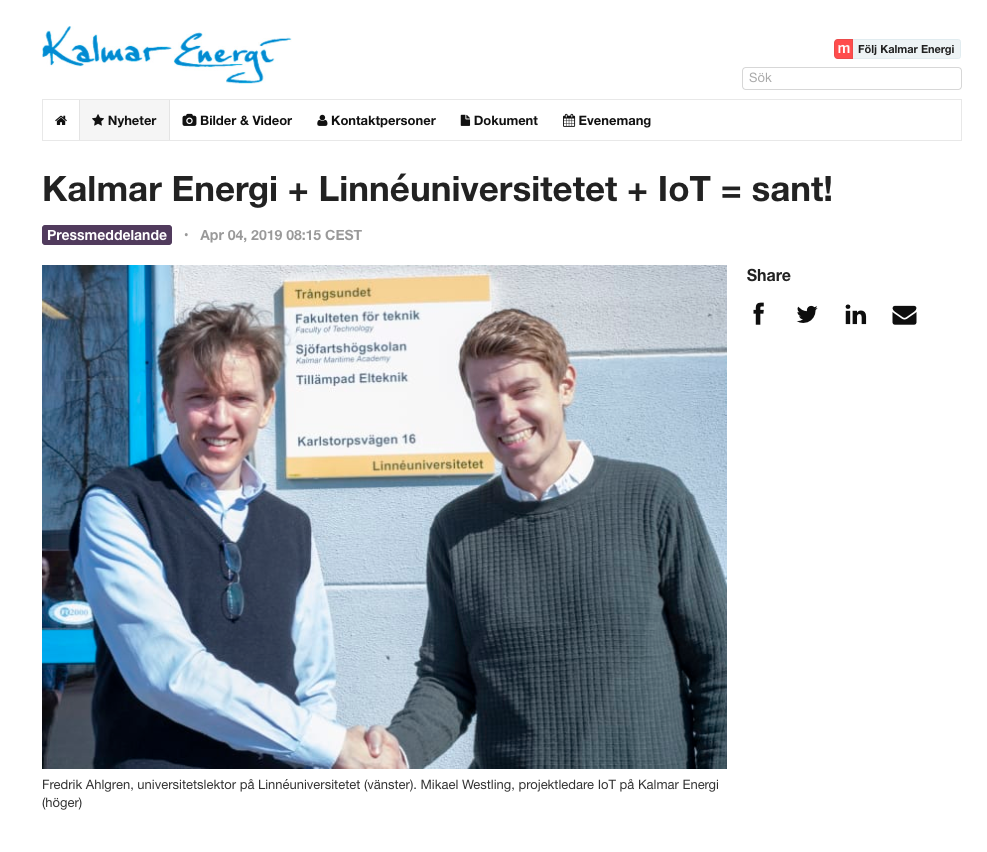 Kalmar Energi
m Följ Kalmar Energi
Sök
Nyheter Bilder & Videor Kontaktpersoner Dokument Evenemang
Kalmar Energi + Linnéuniversitetet + IoT = sant!
Pressmeddelande · Apr 04, 2019 08:15 CEST
Share
Trångsundet
Fakulteten för teknik
Faculty of Technology
Sjöfartshögskolan
Kalmar Maritime Academy
Tillämpad Elteknik
Karlstorpsvägen 16
Linnéuniversitetet
2000
Fredrik Ahlgren, universitetslektor på Linnéuniversitetet (vänster). Mikael Westling, projektledare IoT på Kalmar Energi
(höger)